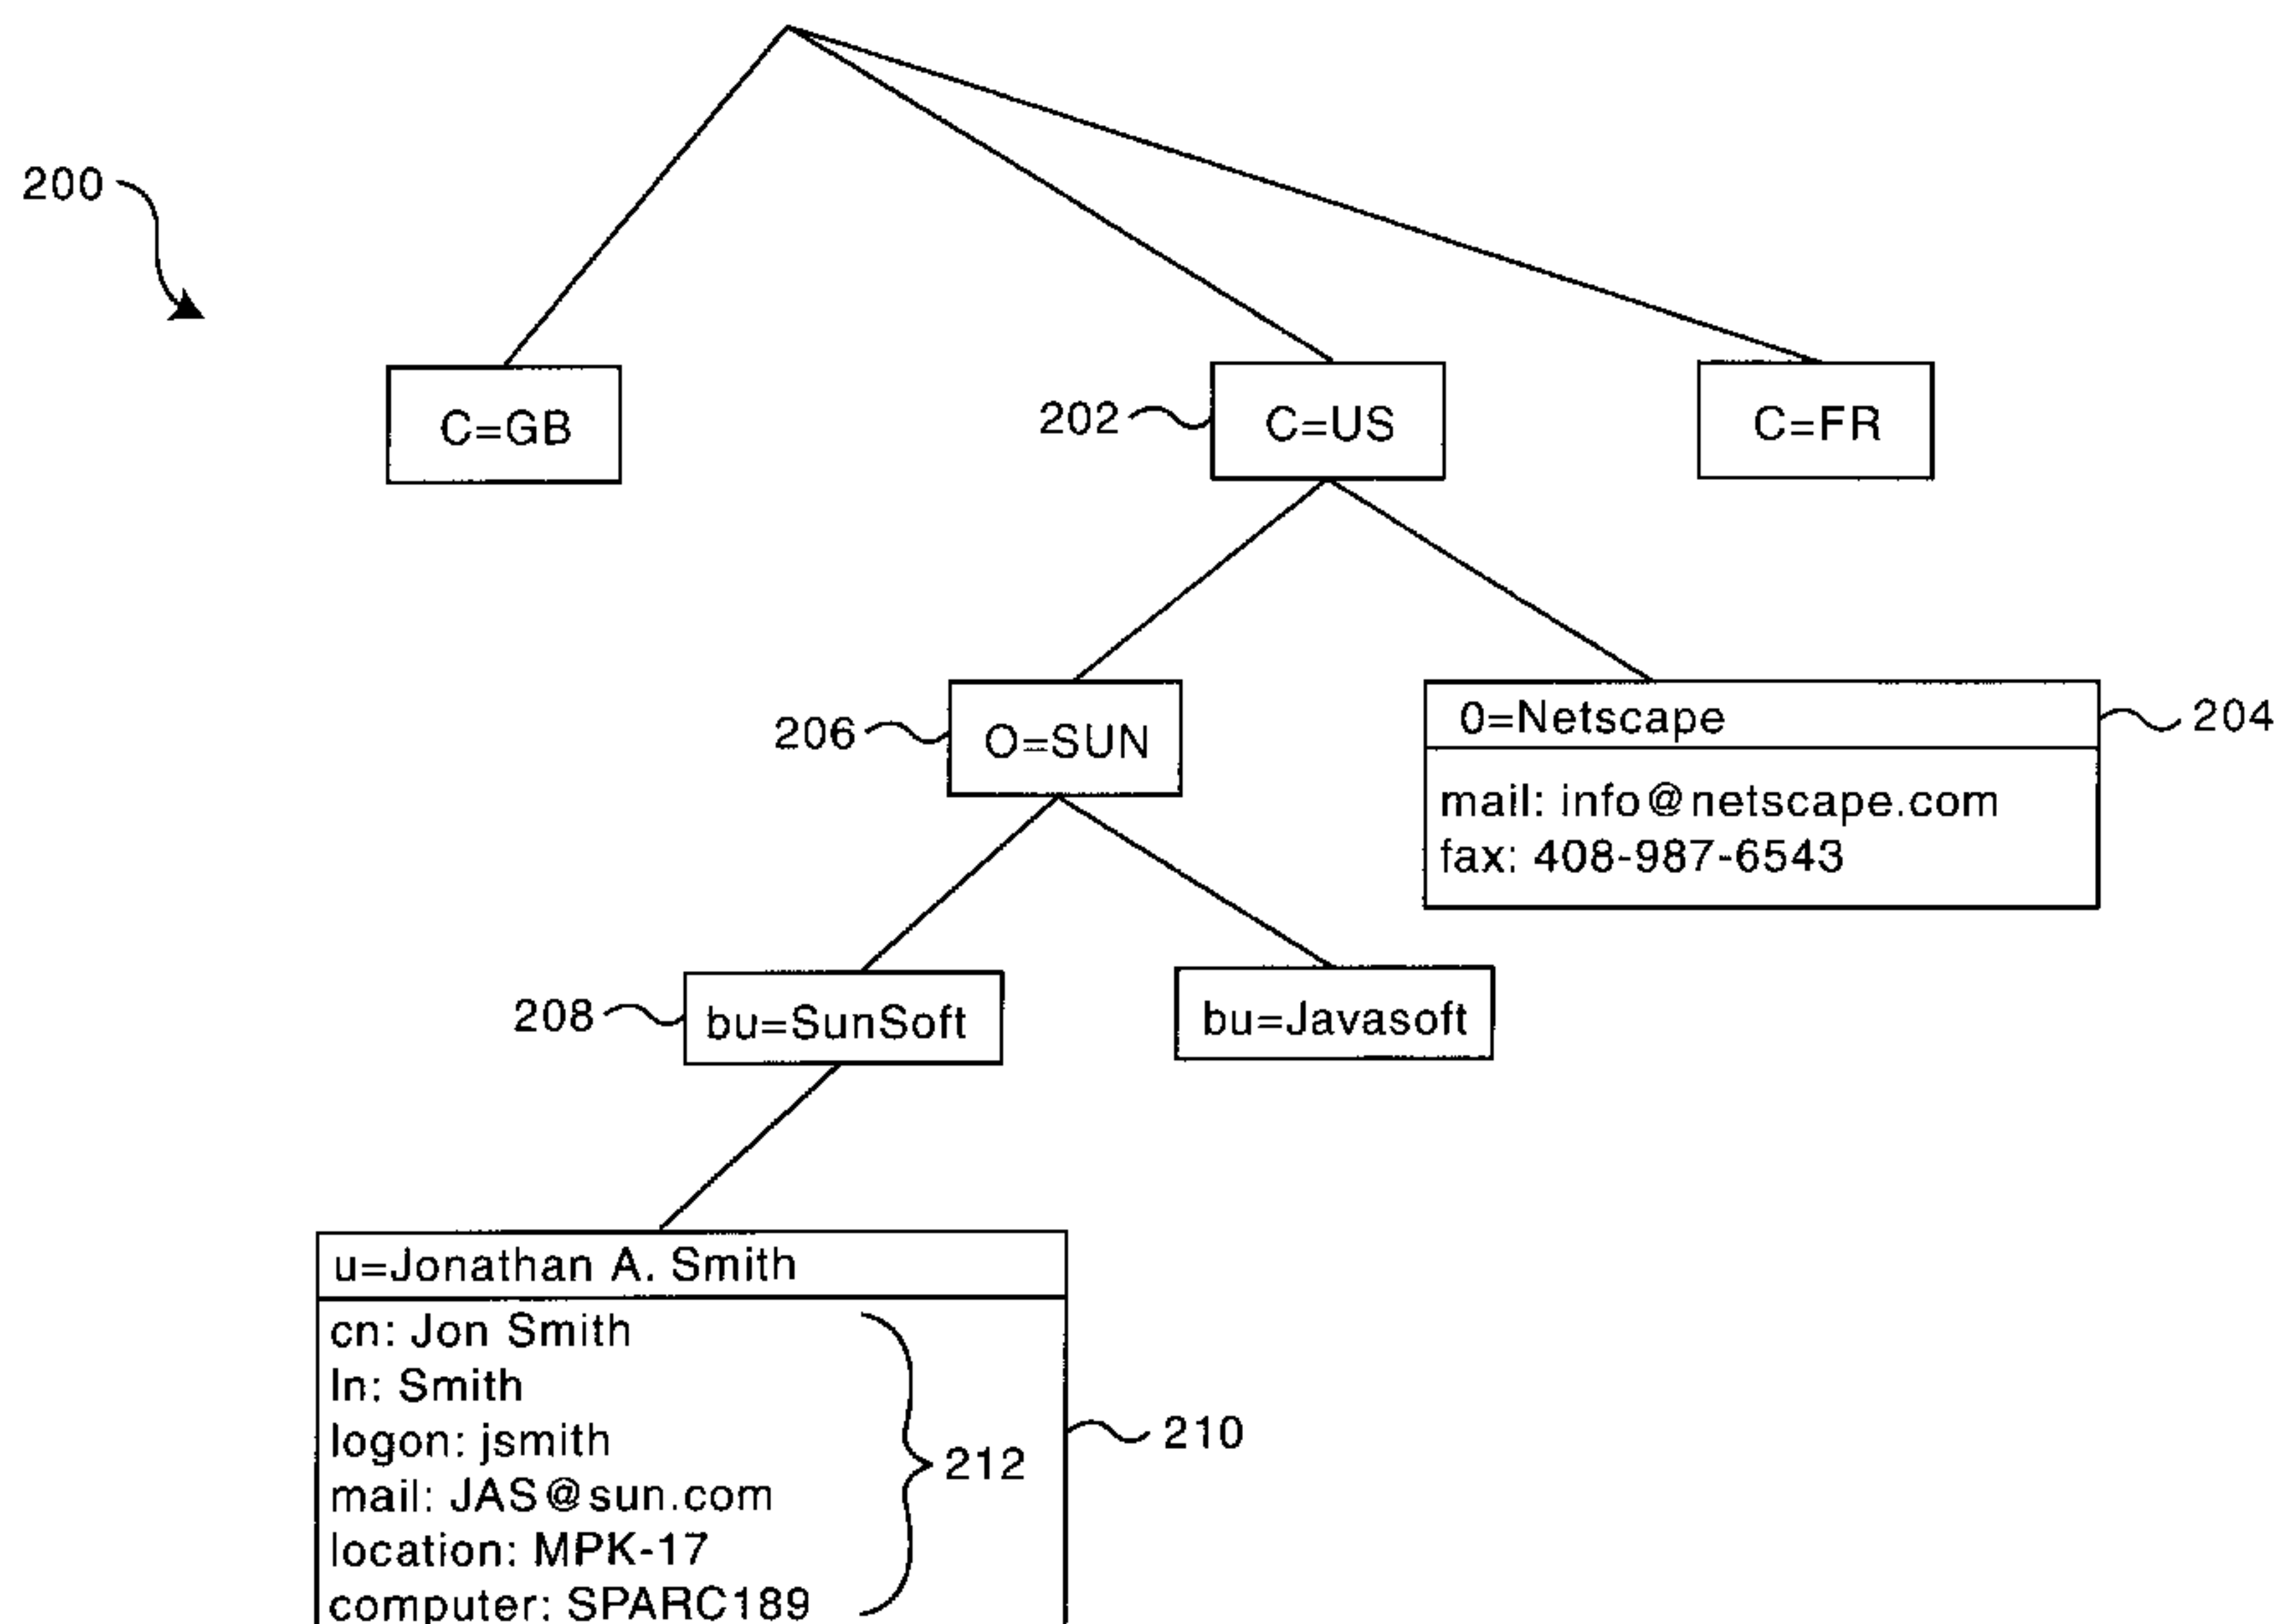 200
C=GB
202
C=US
C=FR
206
O=SUN
0=Netscape
204
mail: info@netscape.com
fax: 408-987-6543
208
bu=SunSoft
bu=Javasoft
u=Jonathan A. Smith
cn: Jon Smith
ln: Smith
logon: jsmith
210
212
mail: JAS@sun.com
location: MPK-17
computer: SPARC189